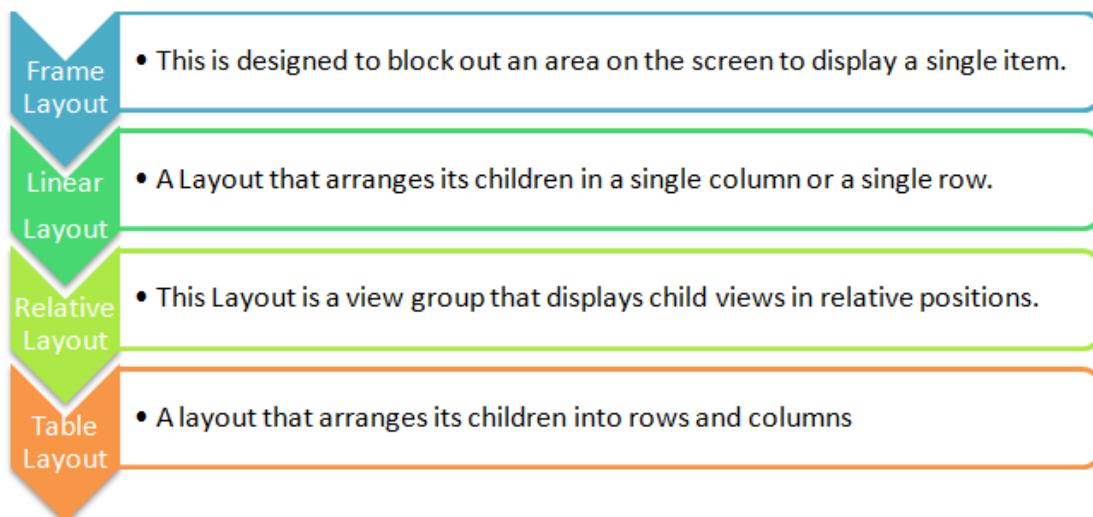 Frame
Layout
• This is designed to block out an area on the screen to display a single item.
Linear
Layout
• A Layout that arranges its children in a single column or a single row.
Relative
Layout
• This Layout is a view group that displays child views in relative positions.
Table
Layout
• A layout that arranges its children into rows and columns